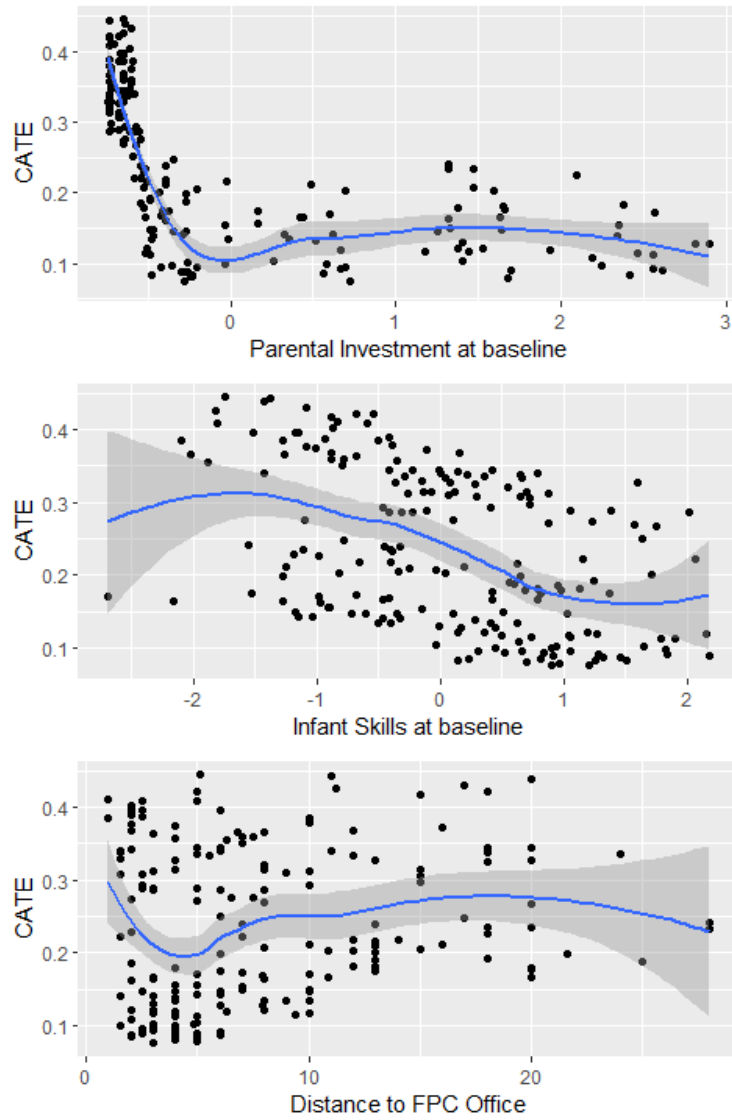 0.4
0.3
CATE
0.2
0.1
0 1 2 3
Parental Investment at baseline
0.4
0.3
CATE
0.2
0.1
-2 -1 0 1 2
Infant Skills at baseline
0.4
0.3
CATE
0.2
0.1
0 10 20
Distance to FPC Office